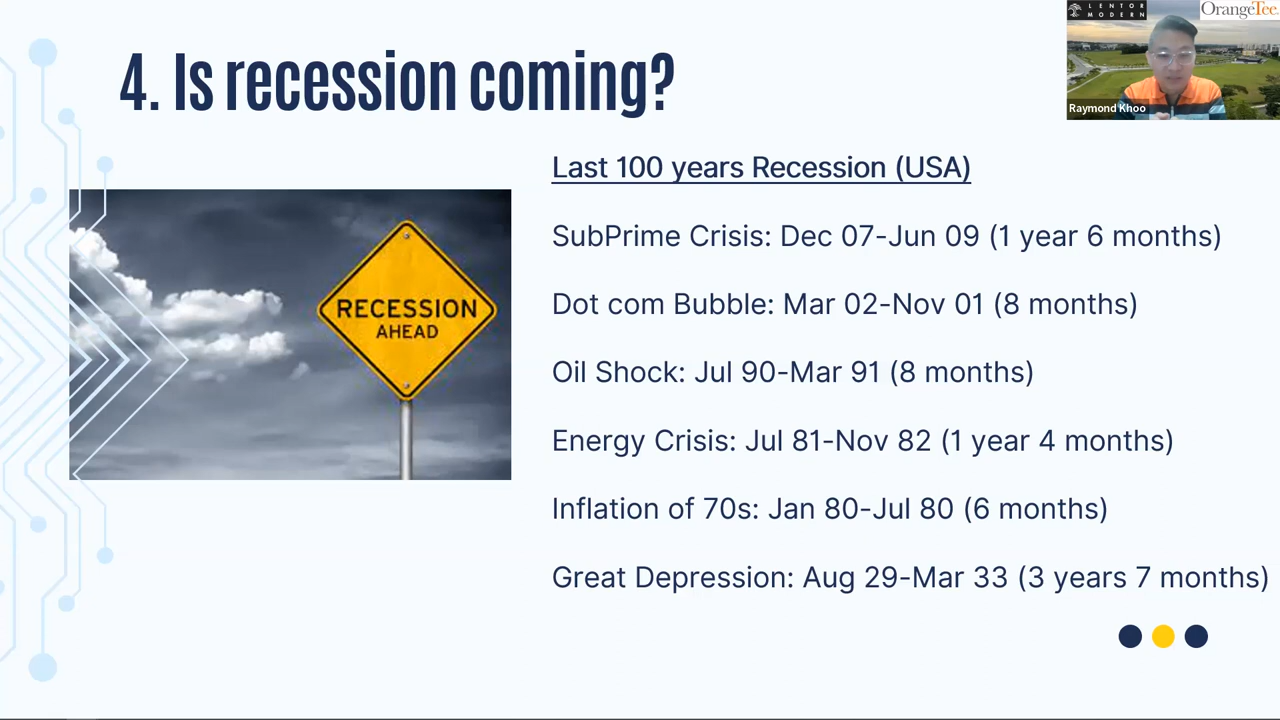 LENTOR
MODERN
OrangeTee
Raymond Khoo
4. Is recession coming?
Last 100 years Recession (USA)
RECESSION
AHEAD
SubPrime Crisis: Dec 07-Jun 09 (1 year 6 months)
Dot com Bubble: Mar 02-Nov 01 (8 months)
Oil Shock: Jul 90-Mar 91 (8 months)
Energy Crisis: Jul 81-Nov 82 (1 year 4 months)
Inflation of 70s: Jan 80-Jul 80 (6 months)
Great Depression: Aug 29-Mar 33 (3 years 7 months)